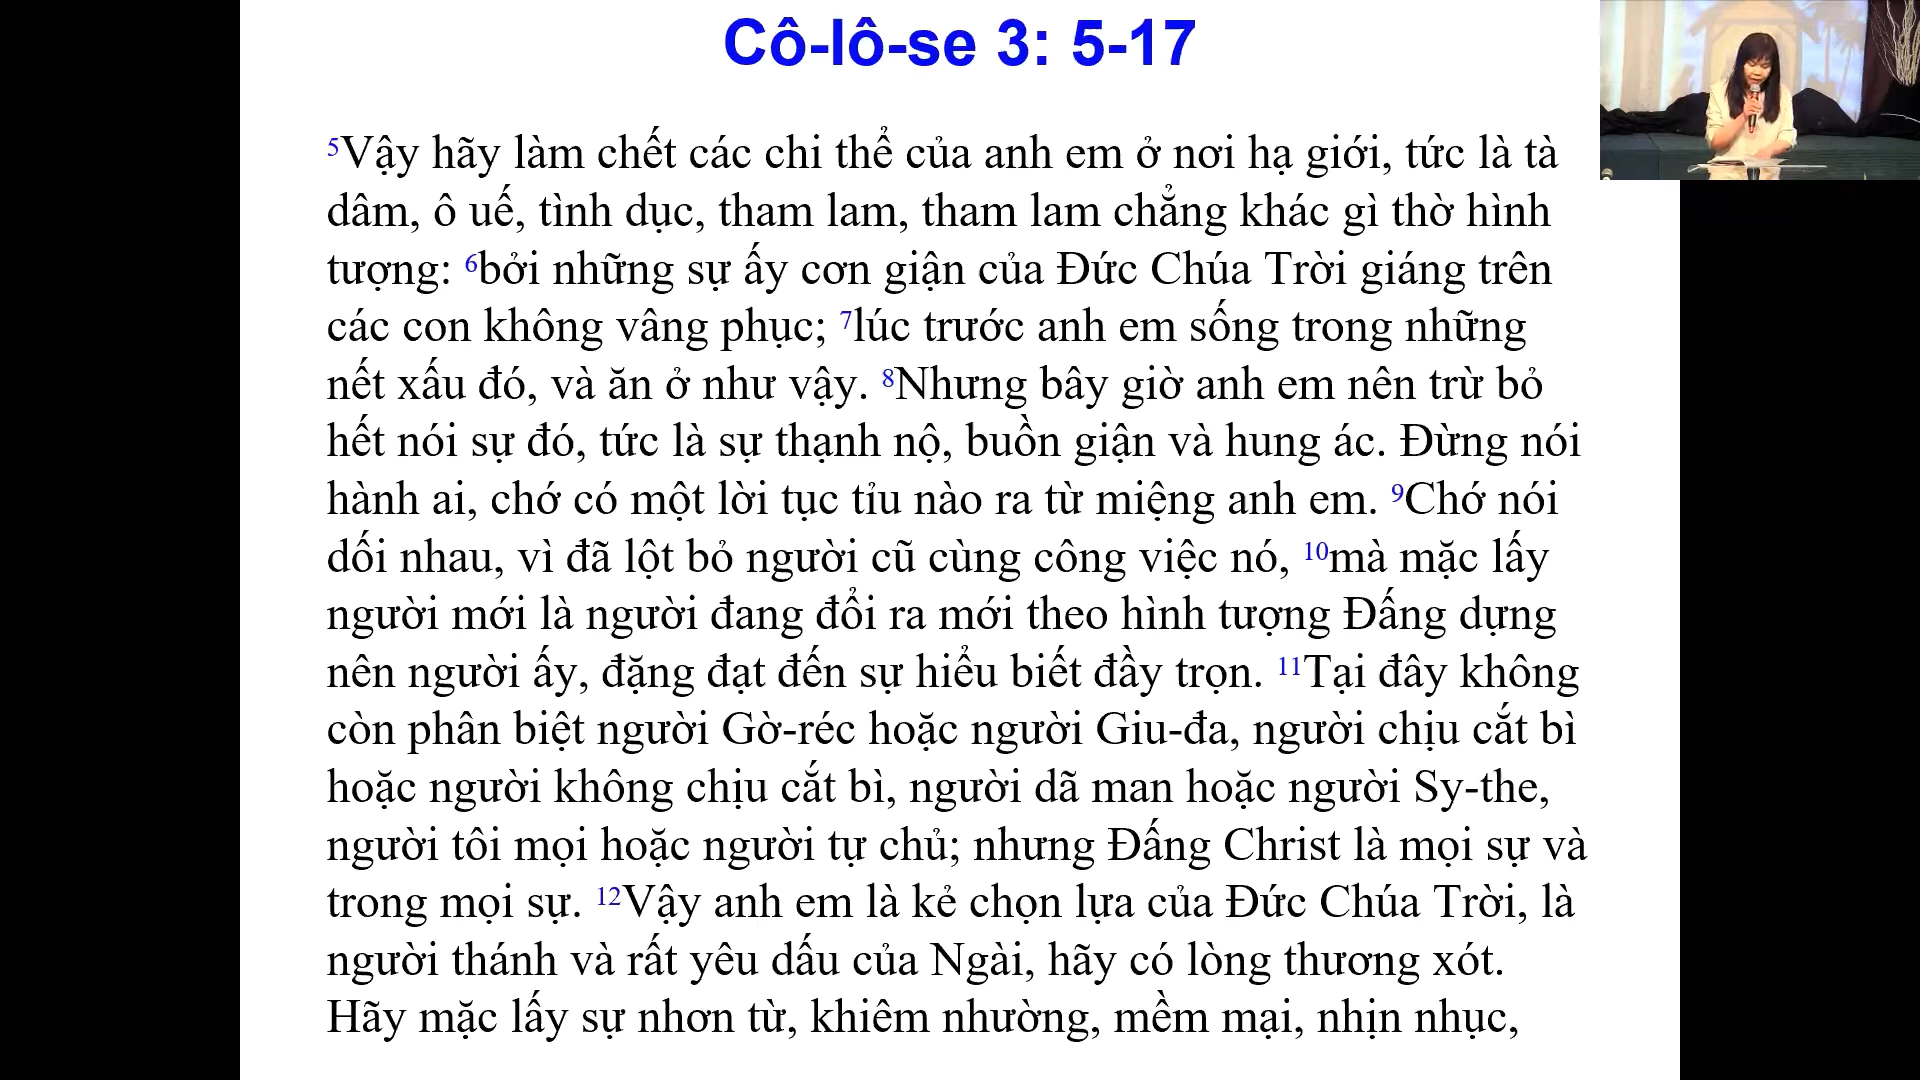 Cô-lô-se 3: 5-17
5Vậy hãy làm chết các chi thể của anh em ở nơi hạ giới, tức là tà
dâm, ô uế, tình dục, tham lam, tham lam chẳng khác gì thờ hình
tượng: 6bởi những sự ấy cơn giận của Đức Chúa Trời giáng trên
các con không vâng phục; 7lúc trước anh em sống trong những
nết xấu đó, và ăn ở như vậy. 8Nhưng bây giờ anh em nên trừ bỏ
hết nói sự đó, tức là sự thạnh nộ, buồn giận và hung ác. Đừng nói
hành ai, chớ có một lời tục tỉu nào ra từ miệng anh em. 9Chớ nói
dối nhau, vì đã lột bỏ người cũ cùng công việc nó, 10mà mặc lấy
người mới là người đang đổi ra mới theo hình tượng Đấng dựng
nên người ấy, đặng đạt đến sự hiểu biết đầy trọn. 11Tại đây không
còn phân biệt người Gờ-réc hoặc người Giu-đa, người chịu cắt bì
hoặc người không chịu cắt bì, người dã man hoặc người Sy-the,
người tôi mọi hoặc người tự chủ; nhưng Đấng Christ là mọi sự và
trong mọi sự. 12Vậy anh em là kẻ chọn lựa của Đức Chúa Trời, là
người thánh và rất yêu dấu của Ngài, hãy có lòng thương xót.
Hãy mặc lấy sự nhơn từ, khiêm nhường, mềm mại, nhịn nhục,